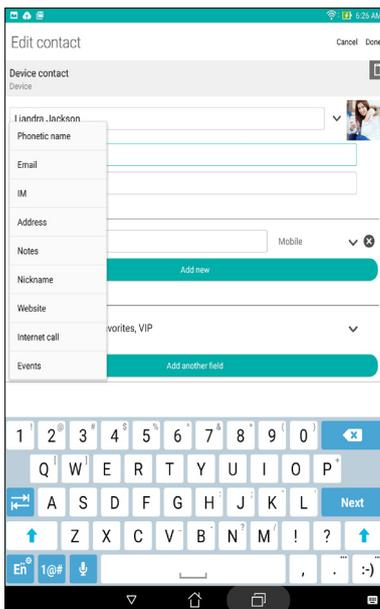 6:26 AM
Edit contact
Cancel Done
Device contact
Device
Liandra Jackson
Phonetic name
Email
IM
Address
Notes
Nickname
Website
Internet call
Events
Mobile
Add new
vorites, VIP
Add another field
1 ! 2 @ 3 # 4 $ 5 % 6 ^ 7 & 8 * 9 ( 0 )
Q [ W ] E R T Y U I O P +
A S D F G H : J ; K ' L " Next
Z X C V - B - N ? M / ! ?
En 1@# , . ... :-) ...